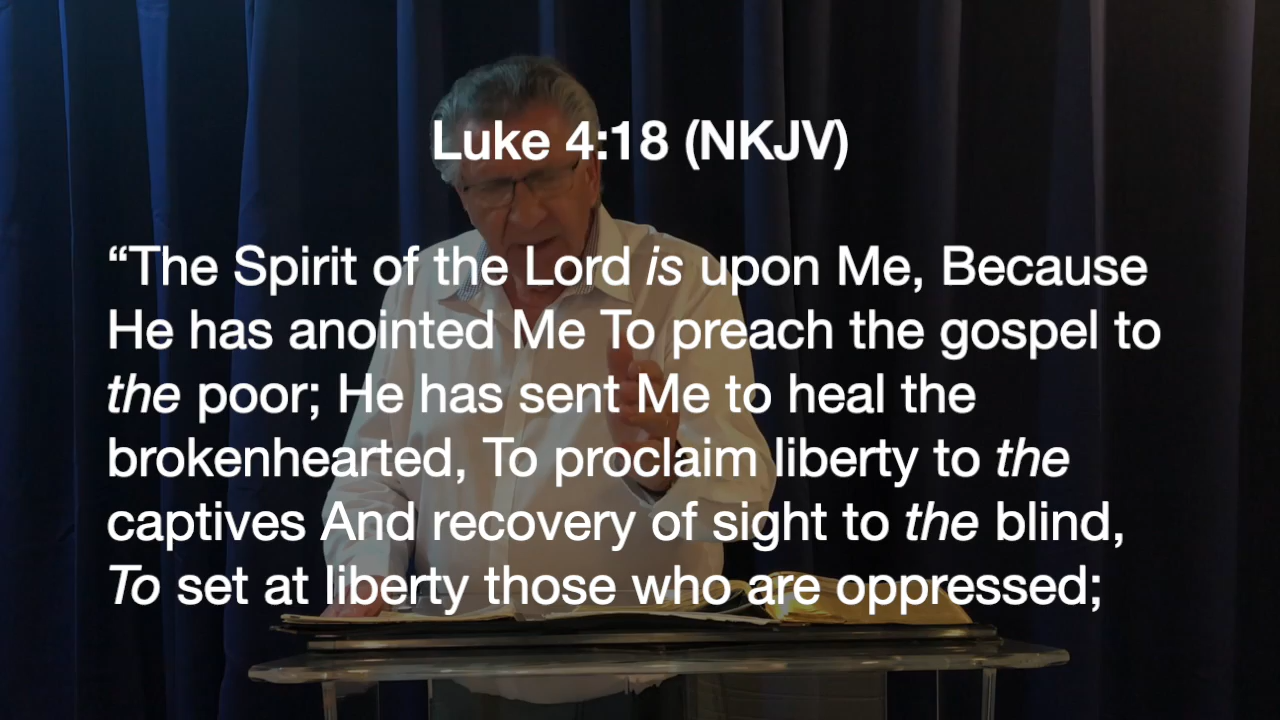 Luke 4:18 (NKJV)
“The Spirit of the Lord is upon Me, Because
He has anointed Me To preach the gospel to
the poor; He has sent Me to heal the
brokenhearted, To proclaim liberty to the
captives And recovery of sight to the blind,
To set at liberty those who are oppressed;